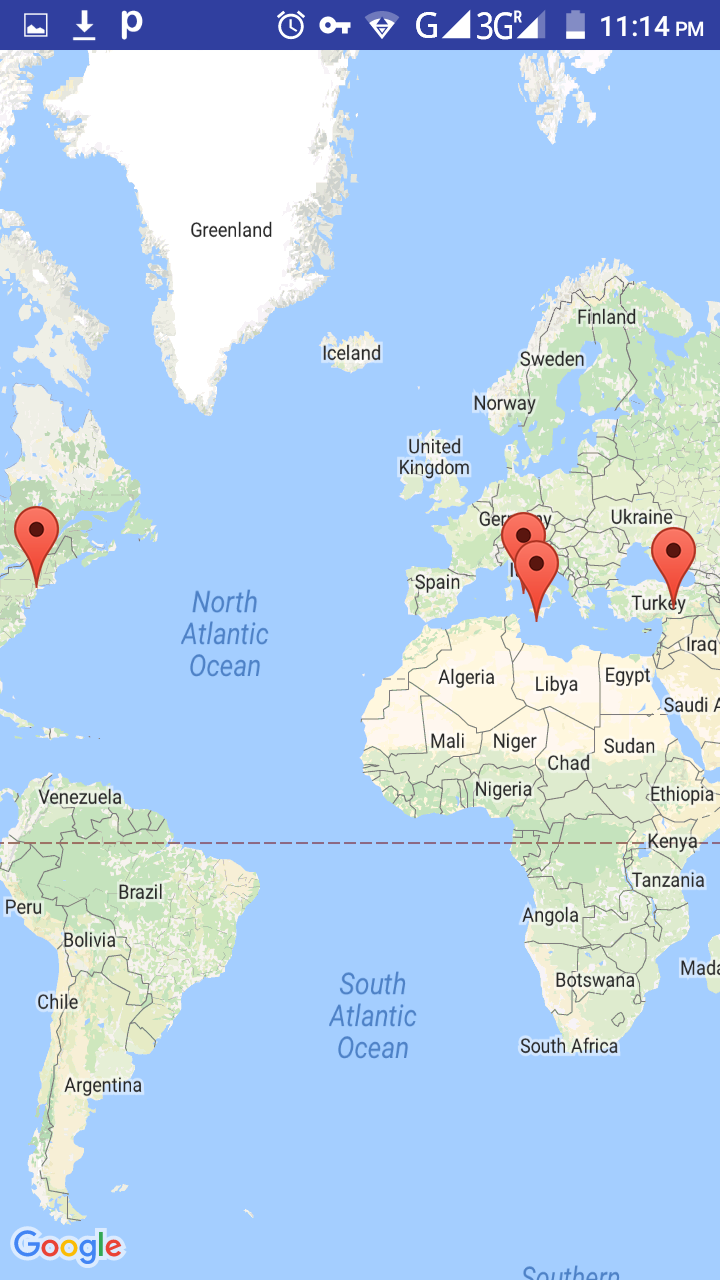 p G 3G R 11:14 PM
Greenland
Finland
Iceland
Sweden
Norway
United
Kingdom
Ukraine
Spain
North
Atlantic
Ocean
Turkey
Iraq
Algeria
Libya
Egypt
Saudi A
Mali
Niger
Sudan
Chad
Venezuela
Nigeria
Ethiopia
Kenya
Brazil
Tanzania
Peru
Angola
Bolivia
Mada
South
Atlantic
Ocean
Botswana
Chile
South Africa
Argentina
Google
Southern